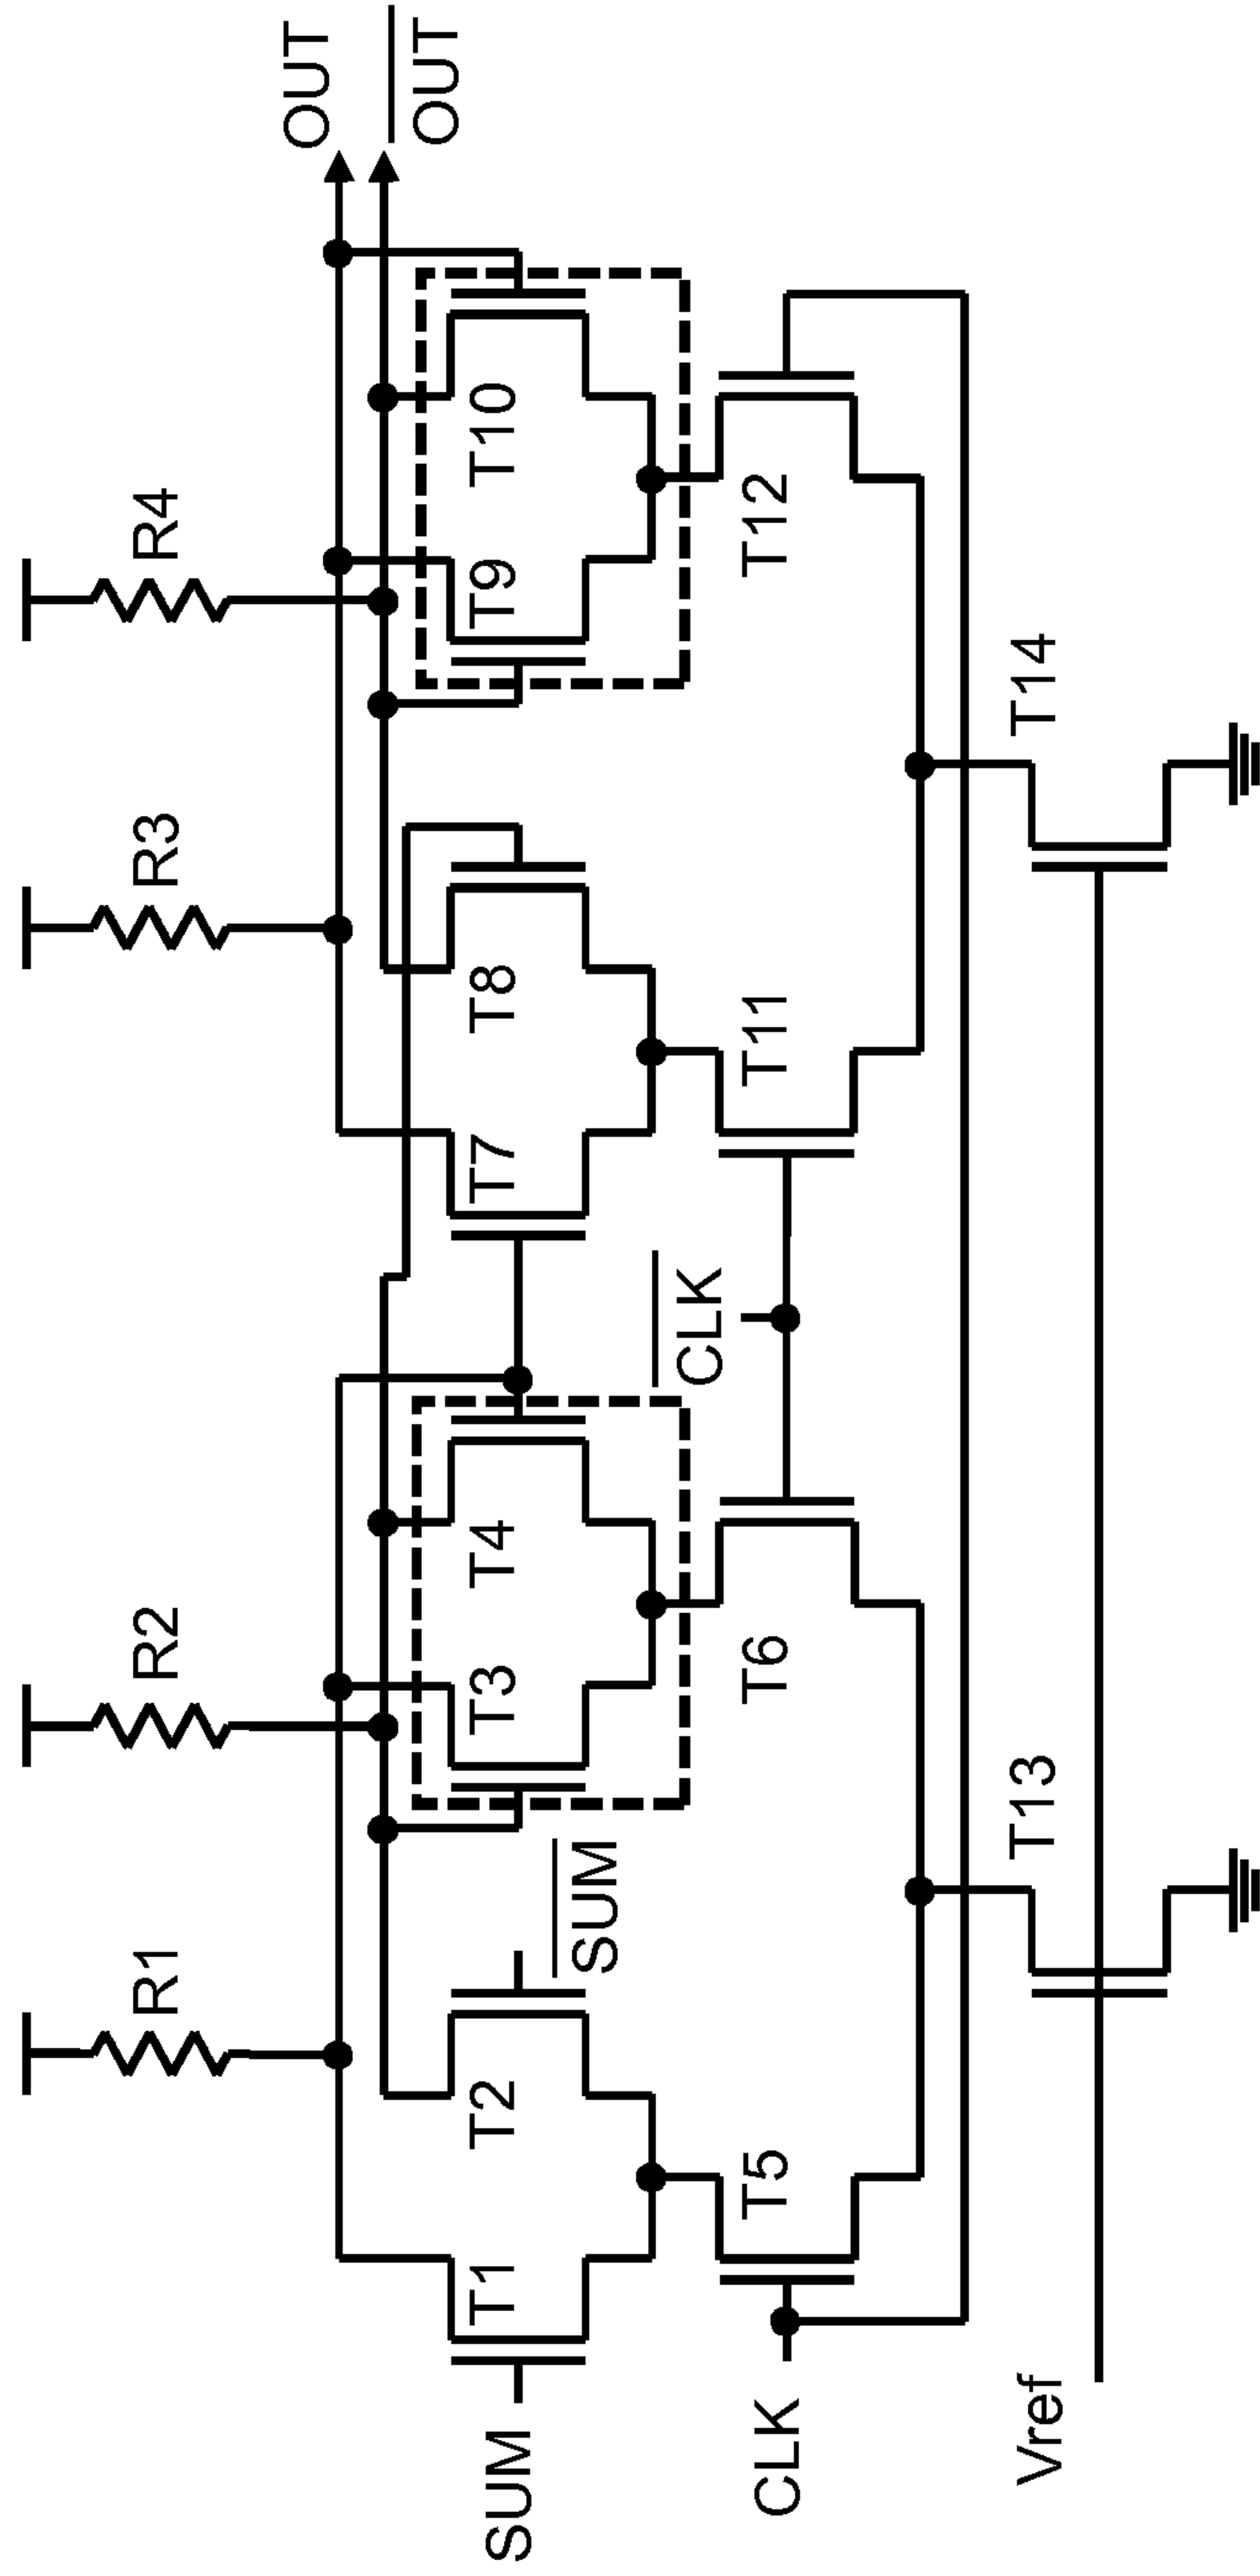 R1
R2
R3
R4
OUT
OUT
SUM
T1
T2
SUM
T3
T4
T7
T8
T9
T10
CLK
T5
T6
CLK
T11
T12
Vref
T13
T14